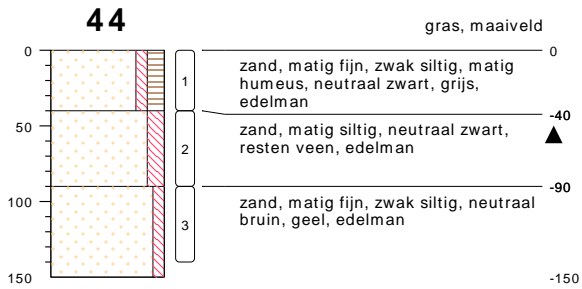 44
gras, maaiveld
0
50
100
150
1
2
3
zand, matig fijn, zwak siltig, matig
humeus, neutraal zwart, grijs,
edelman
zand, matig siltig, neutraal zwart,
resten veen, edelman
zand, matig fijn, zwak siltig, neutraal
bruin, geel, edelman
0
-40
-90
-150